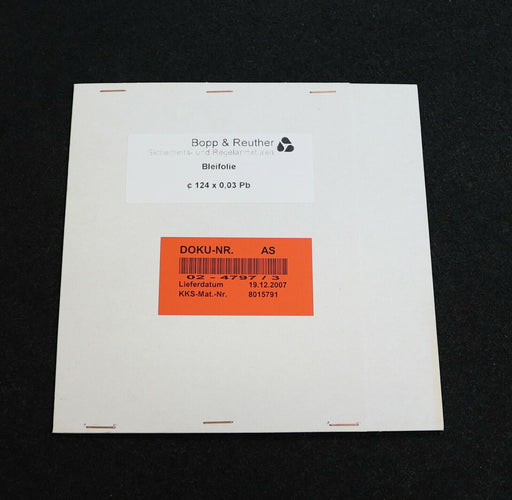 Bopp & Reuther
Sicherheits- und Regelarmaturen
Bleifolie
¢ 124 x 0,03 Pb
DOKU-NR. AS
02 - 4797 / 3
Lieferdatum 19.12.2007
KKS-Mat.-Nr. 8015791